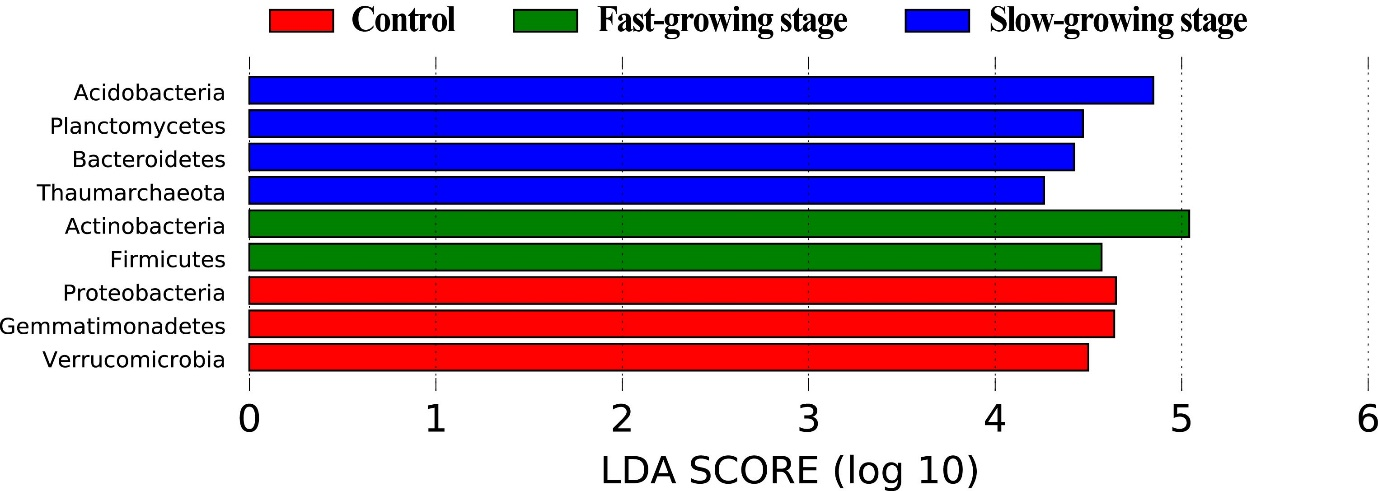 Control Fast-growing stage Slow-growing stage
Acidobacteria
Planctomycetes
Bacteroidetes
Thaumarchaeota
Actinobacteria
Firmicutes
Proteobacteria
Gemmatimonadetes
Verrucomicrobia
0 1 2 3 4 5 6
LDA SCORE (log 10)